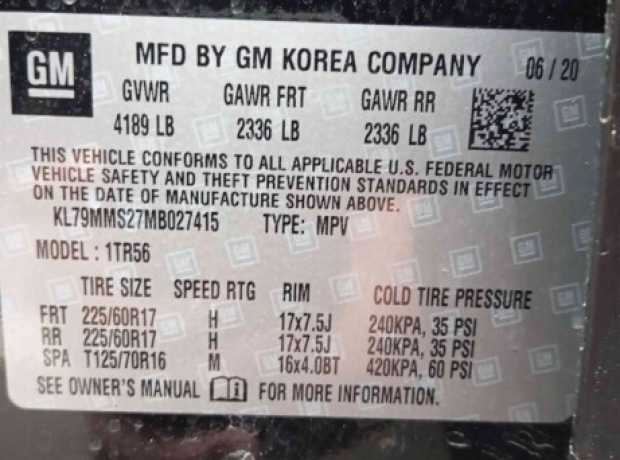 GM MFD BY GM KOREA COMPANY 06/20
GVWR GAWR FRT GAWR RR
4189 LB 2336 LB 2336 LB
THIS VEHICLE CONFORMS TO ALL APPLICABLE U.S. FEDERAL MOTOR
VEHICLE SAFETY AND THEFT PREVENTION STANDARDS IN EFFECT
ON THE DATE OF MANUFACTURE SHOWN ABOVE.
KL79MMS27MB027415 TYPE: MPV
MODEL: 1TR56
TIRE SIZE SPEED RTG RIM COLD TIRE PRESSURE
FRT 225/60R17 H 17x7.5J 240KPA, 35 PSI
RR 225/60R17 H 17x7.5J 240KPA, 35 PSI
SPA T125/70R16 M 16x4.0BT 420KPA, 60 PSI
SEE OWNER'S MANUAL FOR MORE INFORMATION.